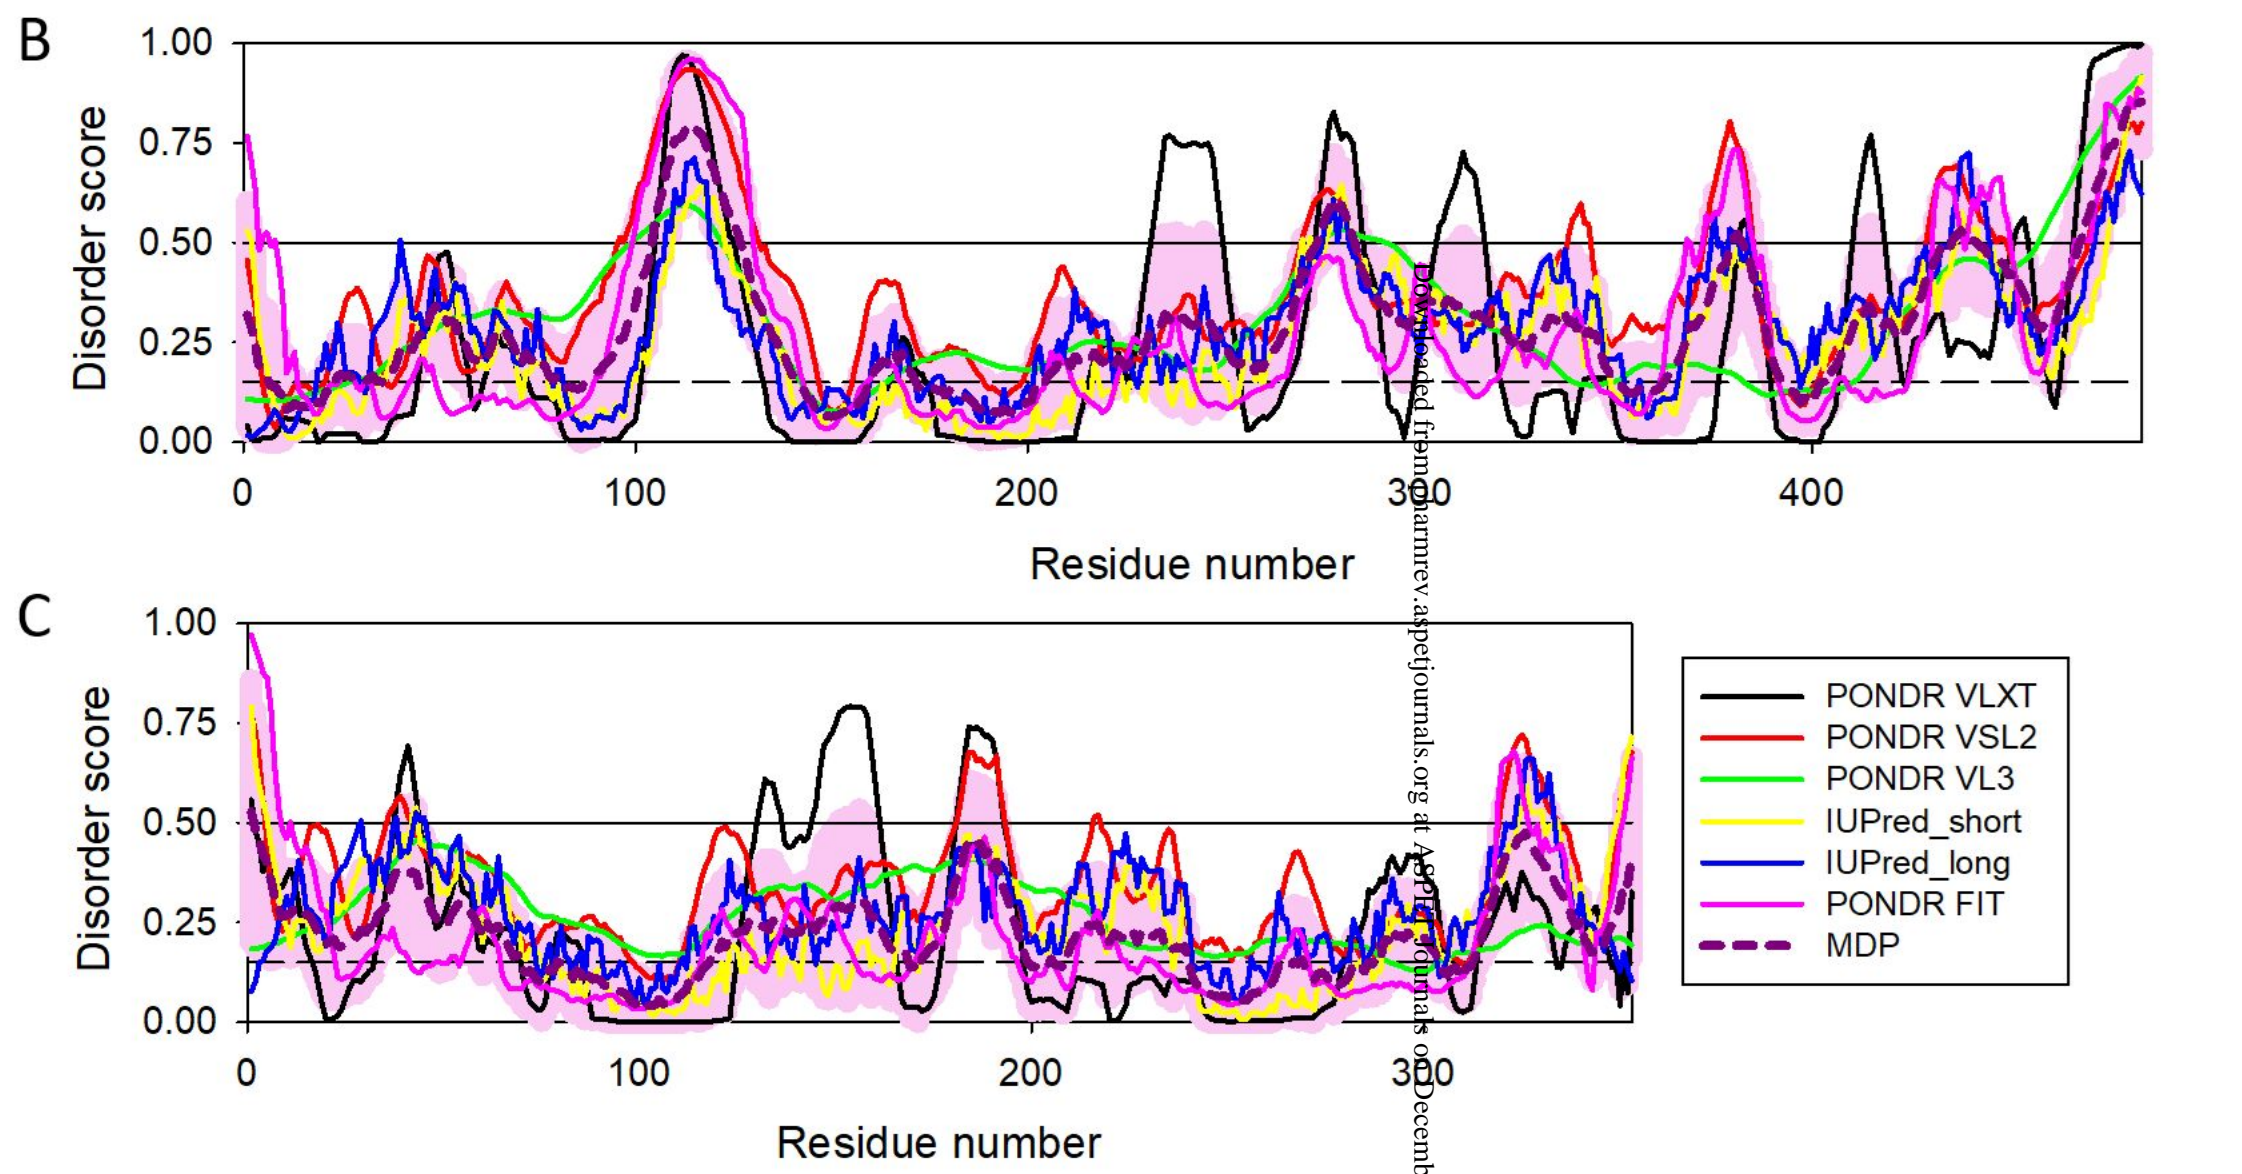 B
1.00
0.75
0.50
0.25
0.00
Disorder score
0
100
200
300
400
Residue number
C
1.00
0.75
0.50
0.25
0.00
Disorder score
0
100
200
300
Residue number
PONDR VLXT
PONDR VSL2
PONDR VL3
IUPred_short
IUPred_long
PONDR FIT
MDP
Downloaded from pharmrev.aspetjournals.org at ASPET Journals on Decemb